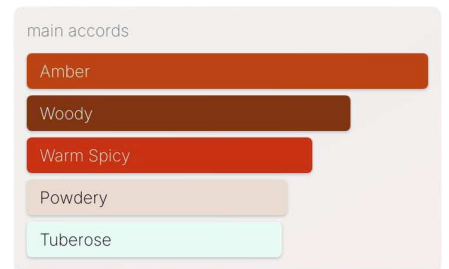 main accords
Amber
Woody
Warm Spicy
Powdery
Tuberose